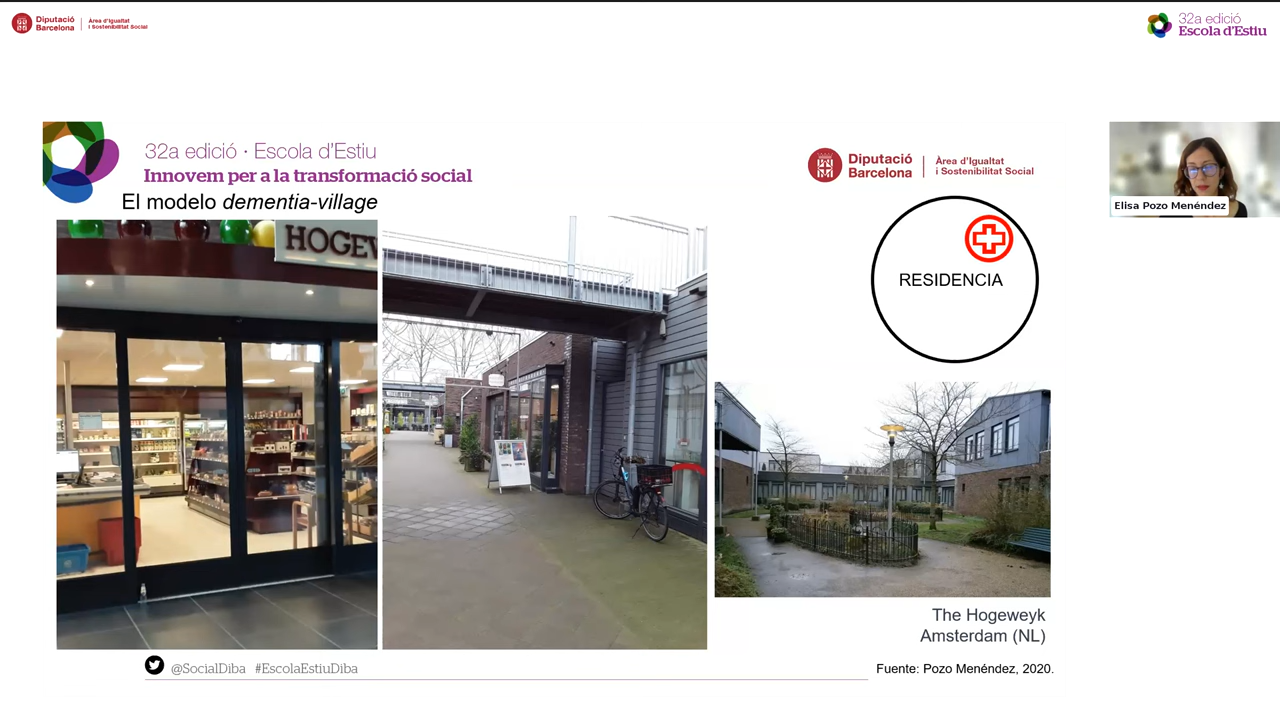 Diputació
Barcelona
Àrea d'Igualtat
i Sostenibilitat Social
32a edició
Escola d'Estiu
32a edició · Escola d'Estiu
Innovem per a la transformació social
El modelo dementia-village
Diputació
Barcelona
Àrea d'Igualtat
i Sostenibilitat Social
Elisa Pozo Menéndez
HOGEW
RESIDENCIA
The Hogeweyk
Amsterdam (NL)
@SocialDiba #EscolaEstiuDiba
Fuente: Pozo Menéndez, 2020.